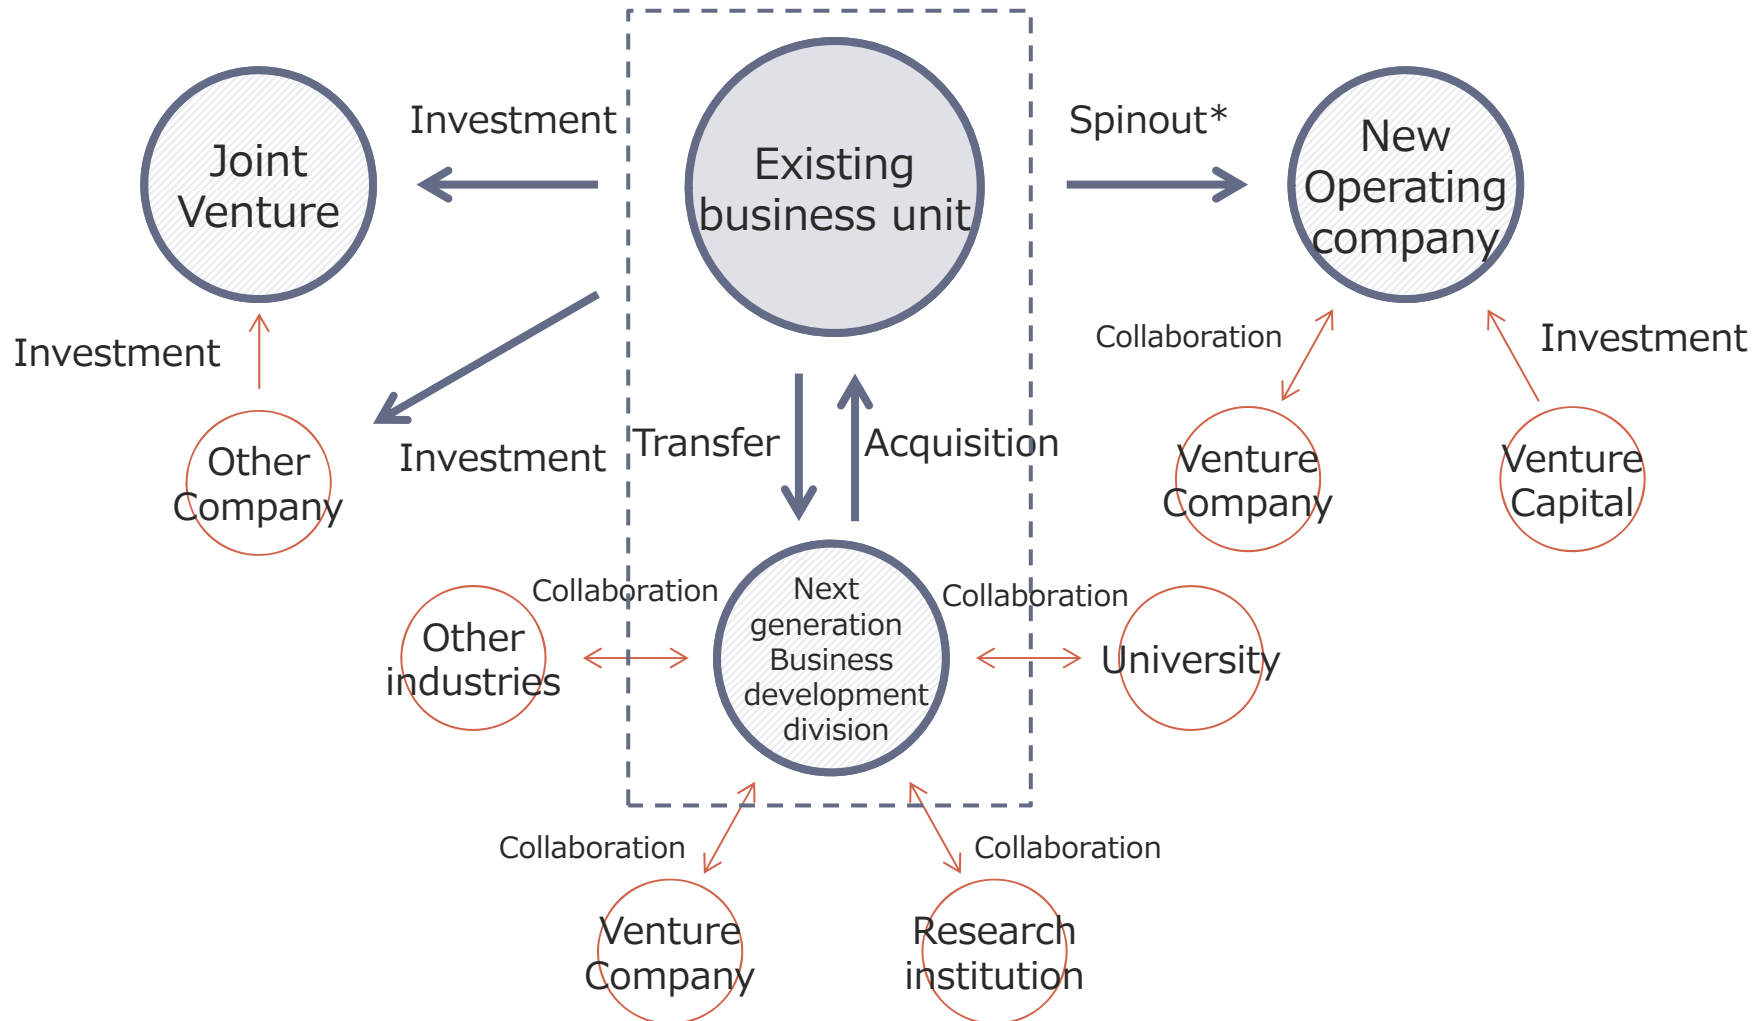 Investment
Spinout*
Joint
Venture
Existing
business unit
New
Operating
company
Investment
Collaboration
Investment
Other
Company
Investment
Transfer
Acquisition
Venture
Company
Venture
Capital
Collaboration
Collaboration
Other
industries
Next
generation
Business
development
division
University
Collaboration
Collaboration
Venture
Company
Research
institution